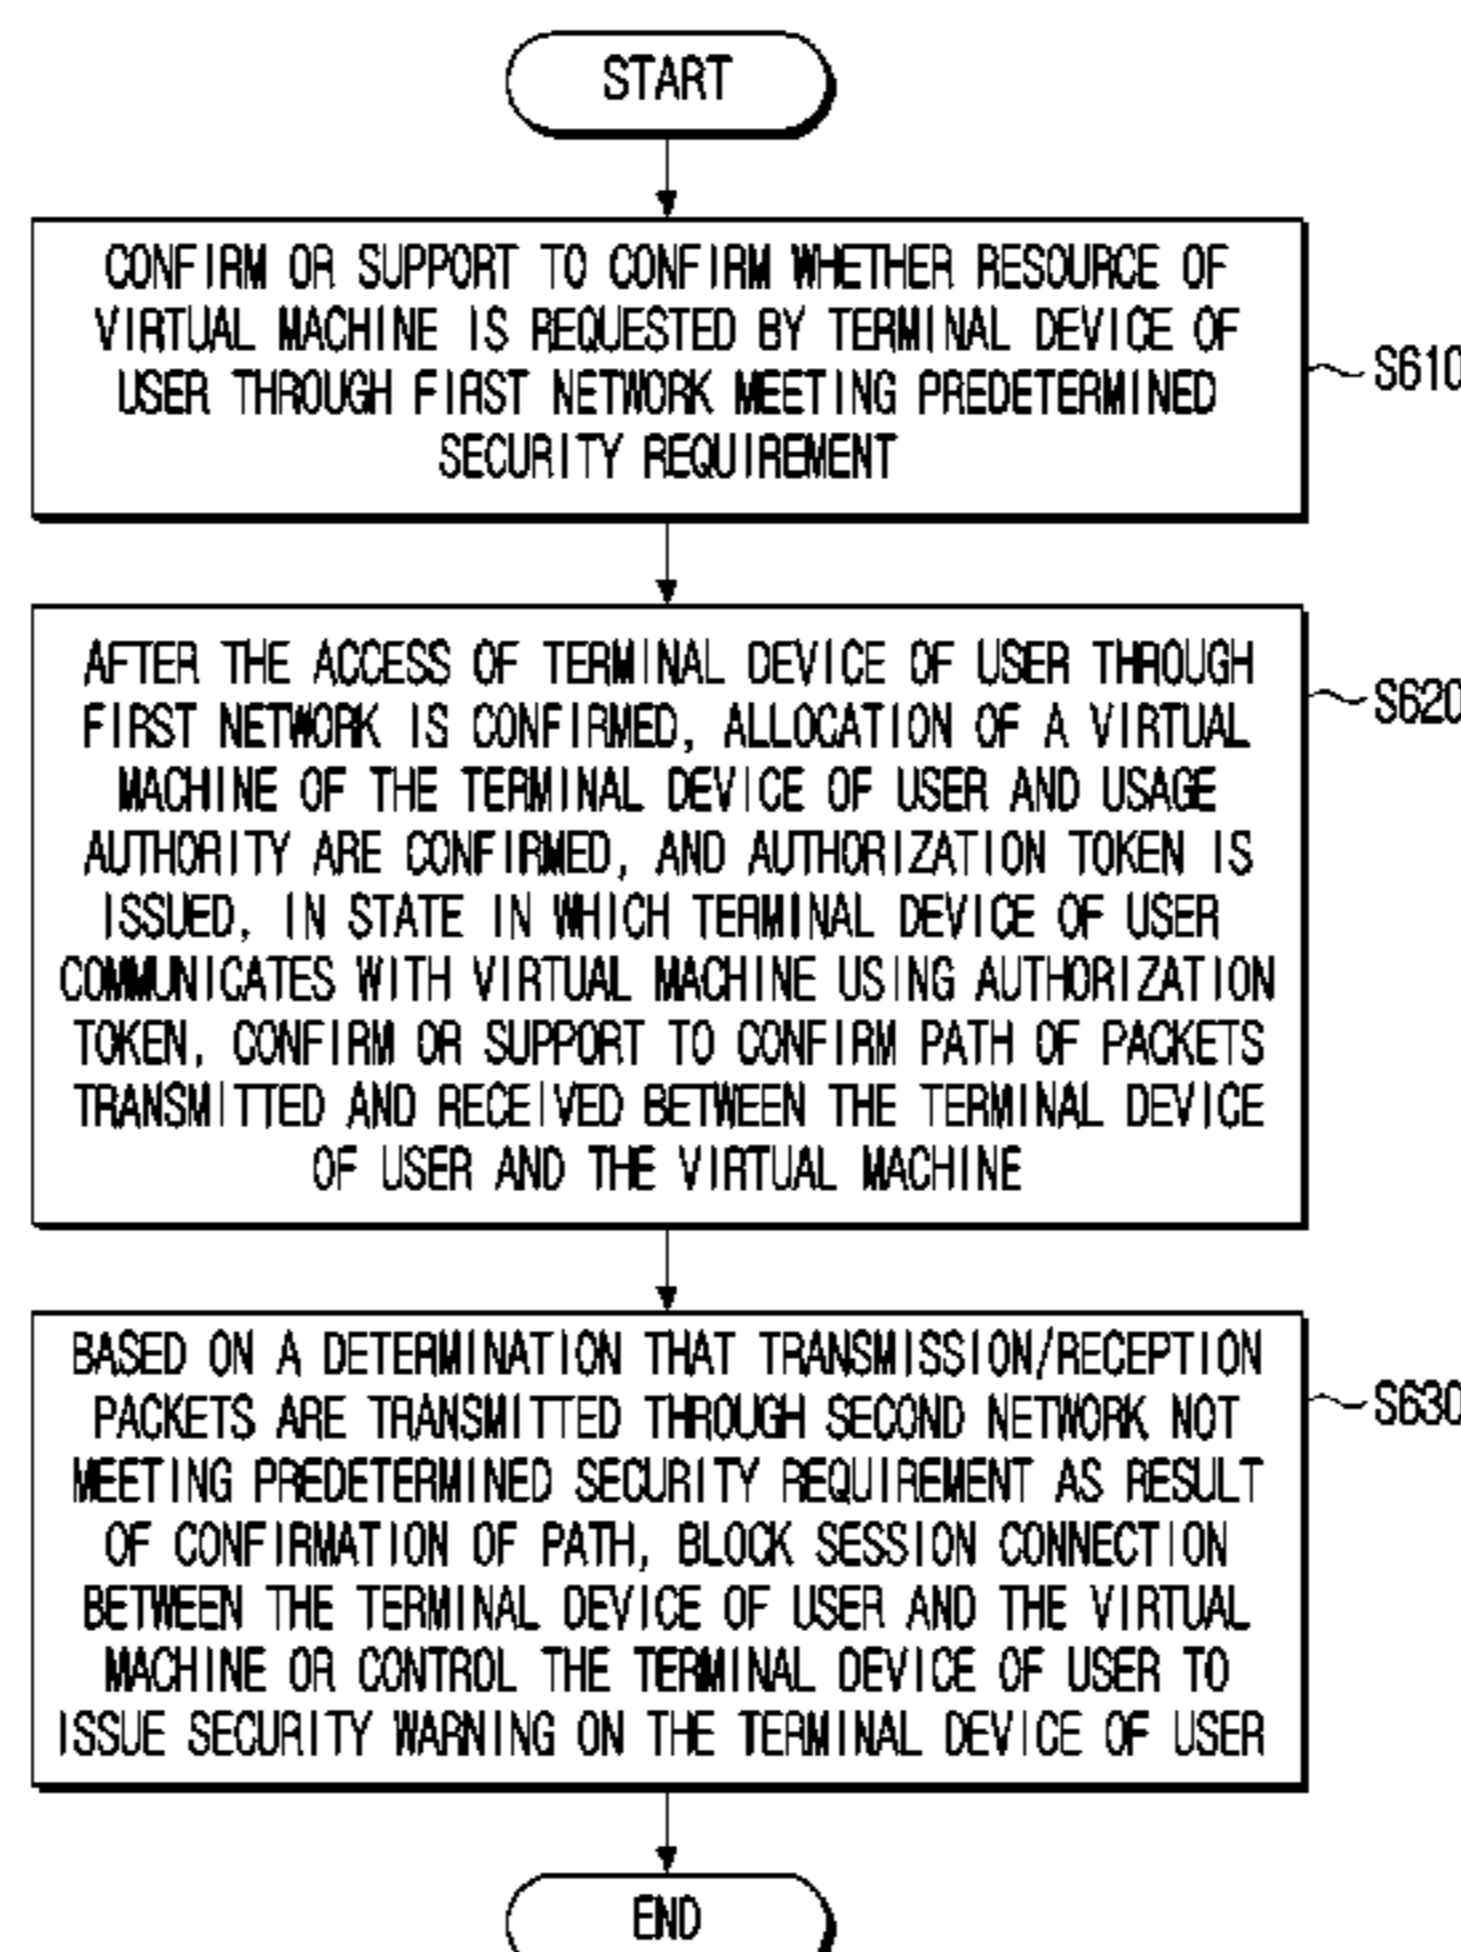 START
CONFIRM OR SUPPORT TO CONFIRM WHETHER RESOURCE OF
VIRTUAL MACHINE IS REQUESTED BY TERMINAL DEVICE OF
USER THROUGH FIRST NETWORK MEETING PREDETERMINED
SECURITY REQUIREMENT
S610
AFTER THE ACCESS OF TERMINAL DEVICE OF USER THROUGH
FIRST NETWORK IS CONFIRMED, ALLOCATION OF A VIRTUAL
MACHINE OF THE TERMINAL DEVICE OF USER AND USAGE
AUTHORITY ARE CONFIRMED, AND AUTHORIZATION TOKEN IS
ISSUED, IN STATE IN WHICH TERMINAL DEVICE OF USER
COMMUNICATES WITH VIRTUAL MACHINE USING AUTHORIZATION
TOKEN, CONFIRM OR SUPPORT TO CONFIRM PATH OF PACKETS
TRANSMITTED AND RECEIVED BETWEEN THE TERMINAL DEVICE
OF USER AND THE VIRTUAL MACHINE
S620
BASED ON A DETERMINATION THAT TRANSMISSION/RECEPTION
PACKETS ARE TRANSMITTED THROUGH SECOND NETWORK NOT
MEETING PREDETERMINED SECURITY REQUIREMENT AS RESULT
OF CONFIRMATION OF PATH, BLOCK SESSION CONNECTION
BETWEEN THE TERMINAL DEVICE OF USER AND THE VIRTUAL
MACHINE OR CONTROL THE TERMINAL DEVICE OF USER TO
ISSUE SECURITY WARNING ON THE TERMINAL DEVICE OF USER
S630
END